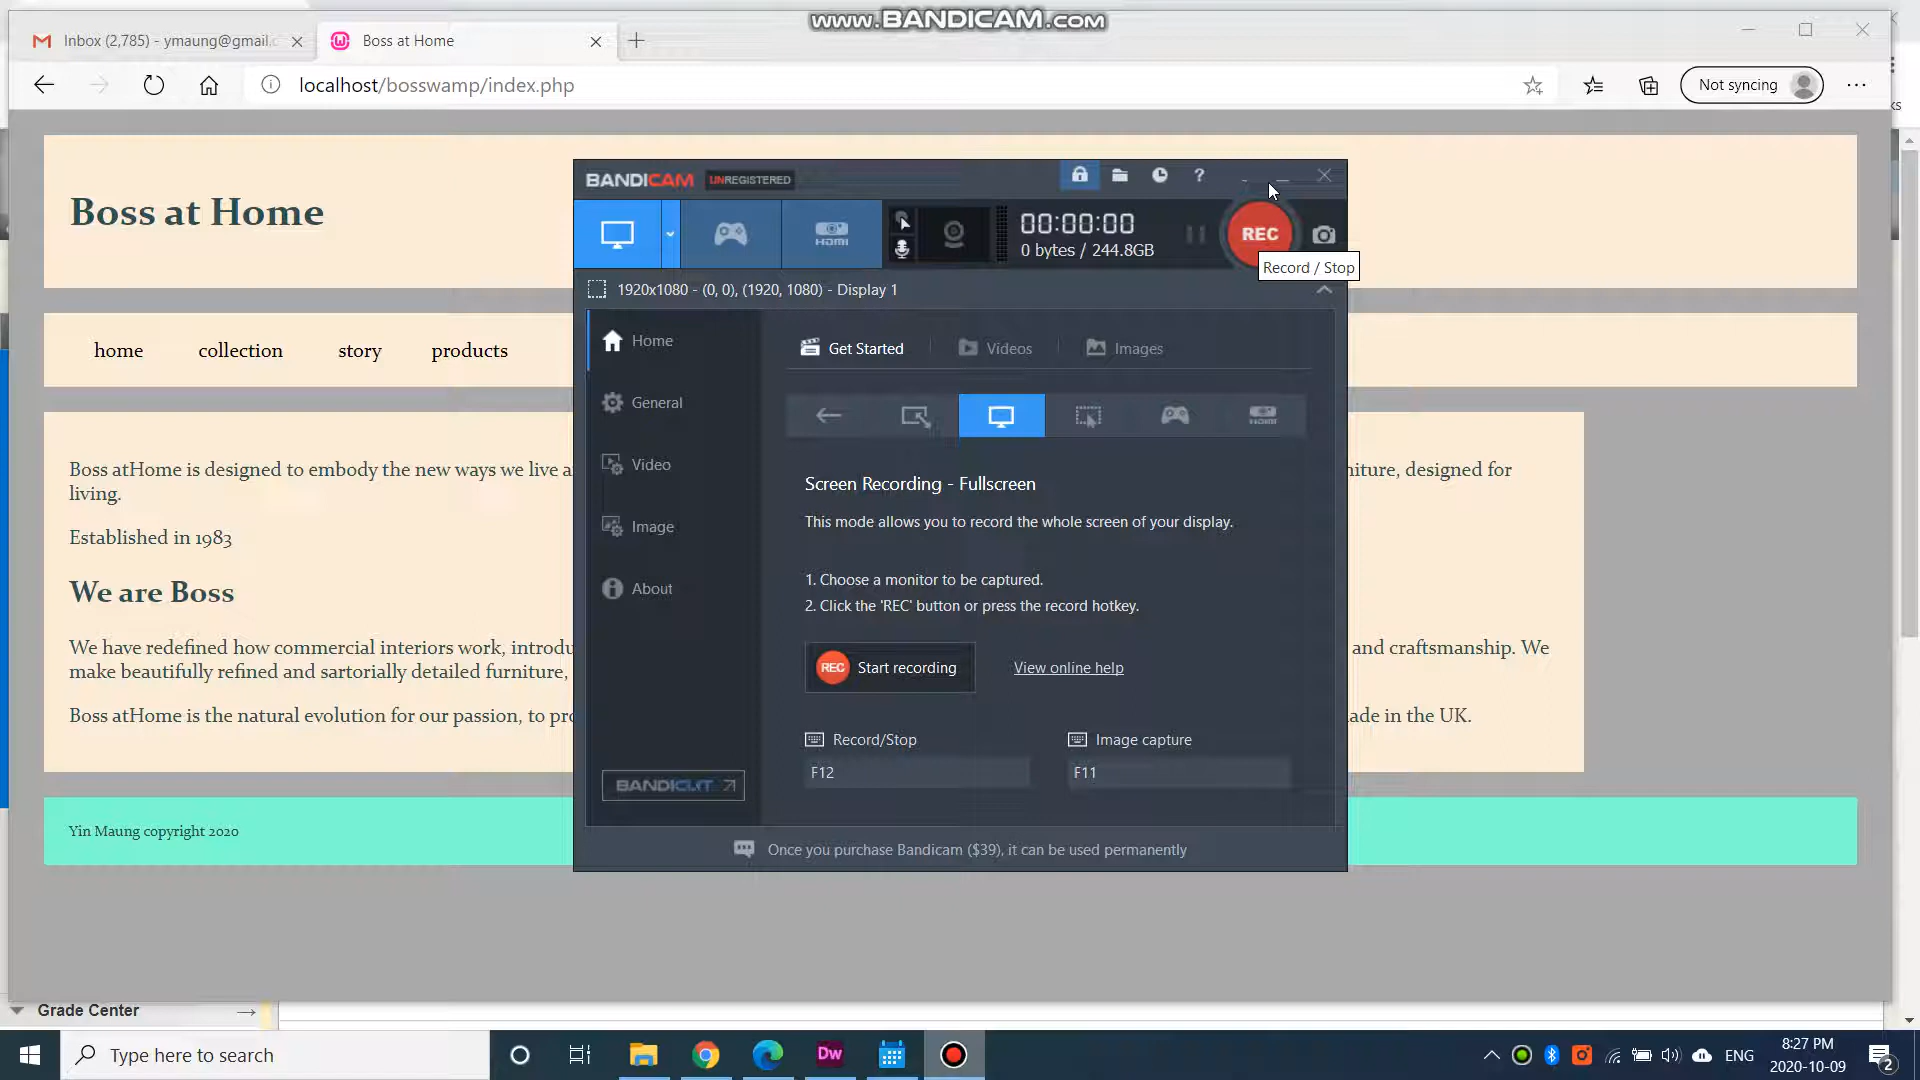 www.BANDICAM.com
Inbox (2,785) - ymaung@gmail.
Boss at Home
localhost/bosswamp/index.php
Not syncing
ks
Boss at Home
home collection story products
Boss atHome is designed to embody the new ways we live a
niture, designed for
living.
Established in 1983
We are Boss
We have redefined how commercial interiors work, introdu
and craftsmanship. We
make beautifully refined and sartorially detailed furniture,
Boss atHome is the natural evolution for our passion, to pro
ade in the UK.
Yin Maung copyright 2020
BANDICAM UNREGISTERED
?
HDMI
00:00:00
0 bytes / 244.8GB
REC
Record / Stop
1920x1080 - (0, 0), (1920, 1080) - Display 1
Home
General
Video
Image
About
BANDICUT
Get Started
Videos
Images
HDMI
Screen Recording - Fullscreen
This mode allows you to record the whole screen of your display.
1. Choose a monitor to be captured.
2. Click the 'REC' button or press the record hotkey.
REC Start recording
View online help
Record/Stop
Image capture
F12
F11
Once you purchase Bandicam ($39), it can be used permanently
Grade Center
Type here to search
Dw
ENG
8:27 PM
2020-10-09
2